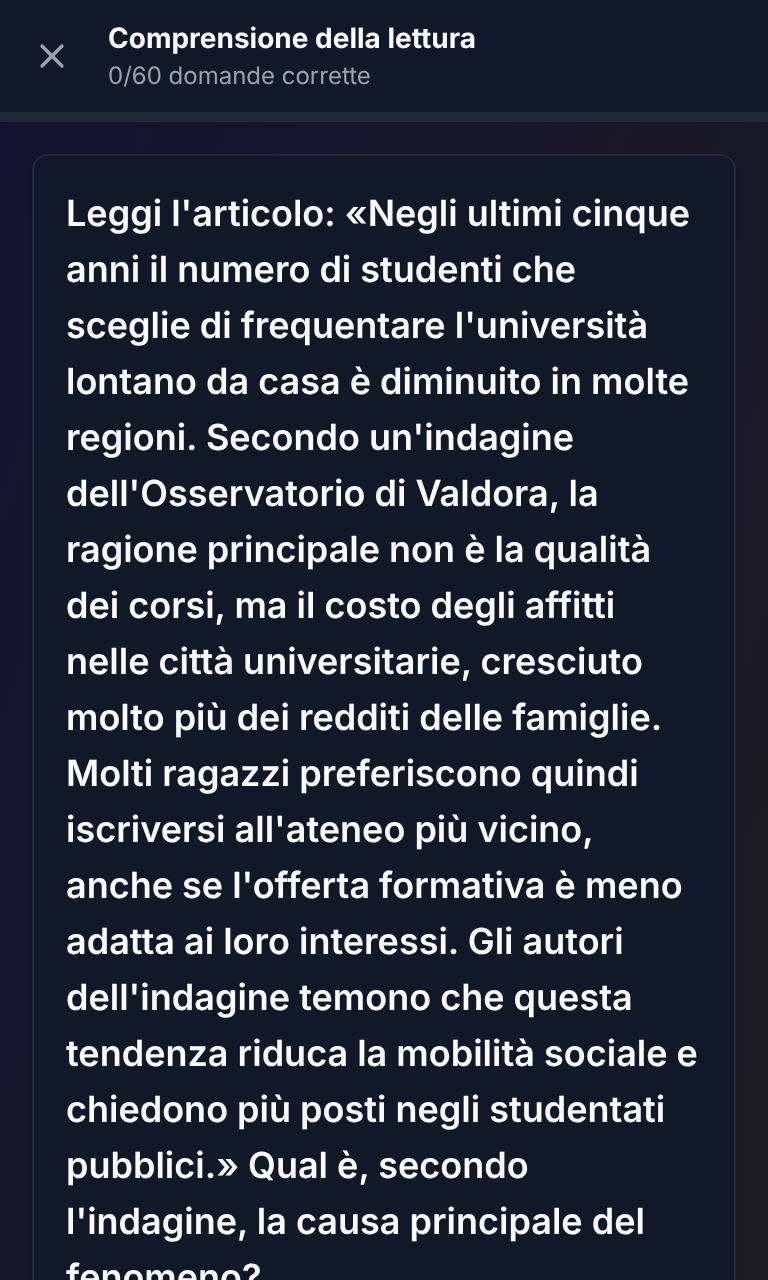 Comprensione della lettura
0/60 domande corrette
Leggi l'articolo: «Negli ultimi cinque
anni il numero di studenti che
sceglie di frequentare l'università
lontano da casa è diminuito in molte
regioni. Secondo un'indagine
dell'Osservatorio di Valdora, la
ragione principale non è la qualità
dei corsi, ma il costo degli affitti
nelle città universitarie, cresciuto
molto più dei redditi delle famiglie.
Molti ragazzi preferiscono quindi
iscriversi all'ateneo più vicino,
anche se l'offerta formativa è meno
adatta ai loro interessi. Gli autori
dell'indagine temono che questa
tendenza riduca la mobilità sociale e
chiedono più posti negli studentati
pubblici.» Qual è, secondo
l'indagine, la causa principale del
fenomeno?